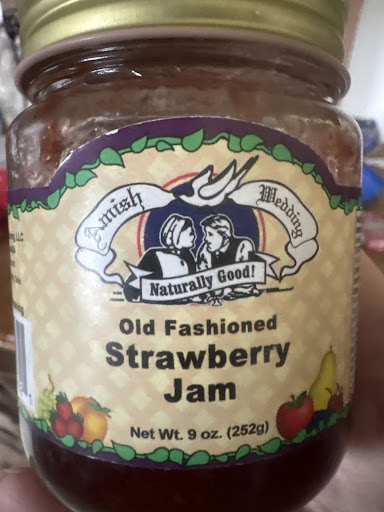 Amish Wedding
Naturally Good!
Old Fashioned
Strawberry
Jam
Net Wt. 9 oz. (252g)